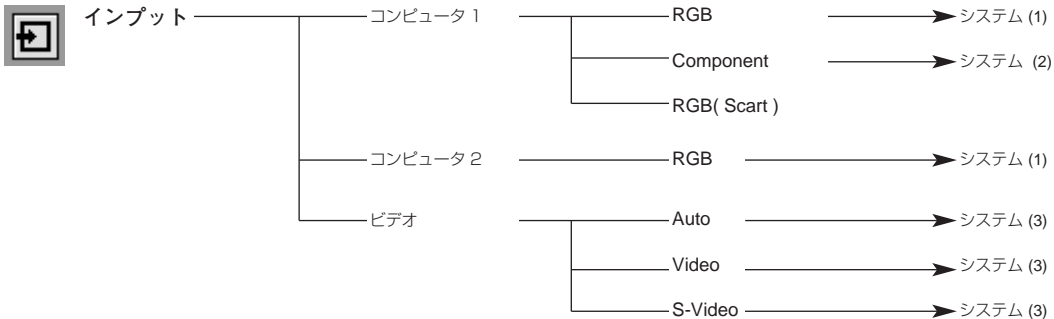 インプット
コンピュータ 1 RGB システム (1)
Component システム (2)
RGB( Scart )
コンピュータ 2 RGB システム (1)
ビデオ Auto システム (3)
Video システム (3)
S-Video システム (3)